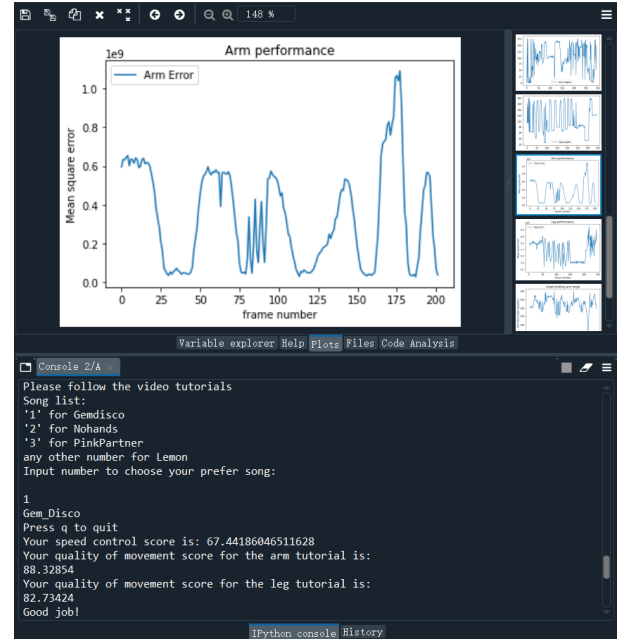 148 %
Arm performance
1e9
Arm Error
Mean square error
1.0
0.8
0.6
0.4
0.2
0.0
0 25 50 75 100 125 150 175 200
frame number
Variable explorer Help Plots Files Code Analysis
Console 2/A
Please follow the video tutorials
Song list:
'1' for Gemdisco
'2' for Nohands
'3' for PinkPartner
any other number for Lemon
Input number to choose your prefer song:
1
Gem_Disco
Press q to quit
Your speed control score is: 67.44186046511628
Your quality of movement score for the arm tutorial is:
88.32854
Your quality of movement score for the leg tutorial is:
82.73424
Good job!
IPython console History